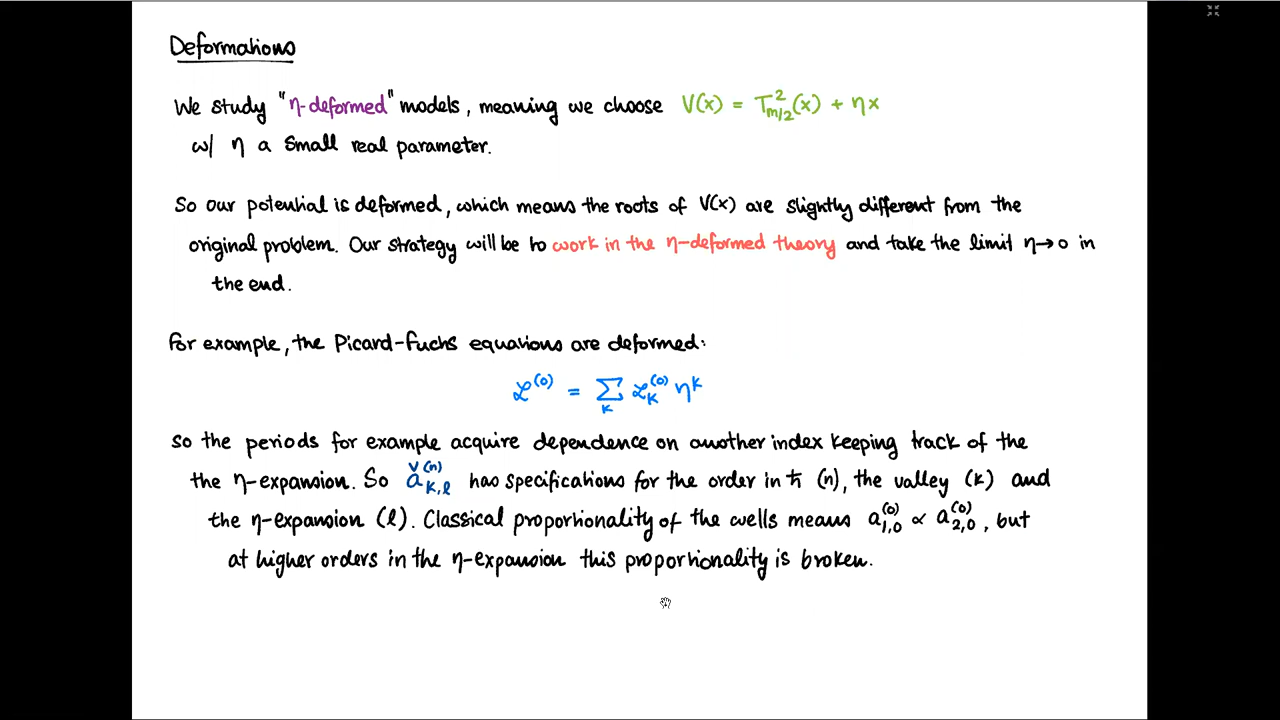 Deformations
We study "η-deformed" models, meaning we choose V(x) = T²_{m/2}(x) + ηx
w/ η a small real parameter.
So our potential is deformed, which means the roots of V(x) are slightly different from the
original problem. Our strategy will be to work in the η-deformed theory and take the limit η→0 in
the end.
For example, the Picard-Fuchs equations are deformed:
ℒ^{(0)} = Σ_k ℒ_k^{(0)} η^k
so the periods for example acquire dependence on another index keeping track of the
the η-expansion. So ǎ^{(n)}_{k,ℓ} has specifications for the order in ħ (n), the valley (k) and
the η-expansion (ℓ). Classical proportionality of the wells means a^{(0)}_{1,0} ∝ a^{(0)}_{2,0}, but
at higher orders in the η-expansion this proportionality is broken.